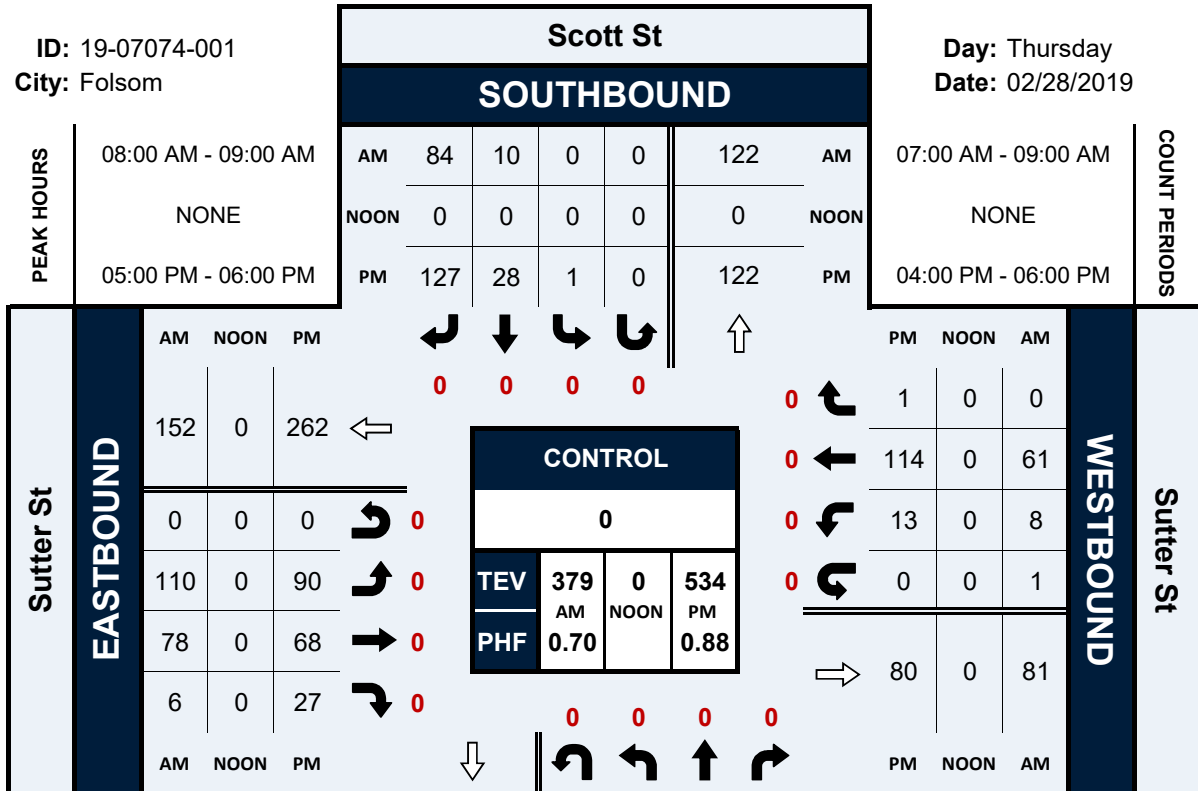 Scott St
ID: 19-07074-001
Day: Thursday
City: Folsom
Date: 02/28/2019
SOUTHBOUND
PEAK HOURS
08:00 AM - 09:00 AM
NONE
05:00 PM - 06:00 PM
AM 84 10 0 0 122 AM
NOON 0 0 0 0 0 NOON
PM 127 28 1 0 122 PM
07:00 AM - 09:00 AM
NONE
04:00 PM - 06:00 PM
COUNT PERIODS
0 0 0 0
Sutter St
EASTBOUND
AM NOON PM
152 0 262
0 0 0 0
110 0 90 0
78 0 68 0
6 0 27 0
AM NOON PM
CONTROL
0
TEV 379 0 534
AM NOON PM
PHF 0.70 0.88
PM NOON AM
0 1 0 0
0 114 0 61
0 13 0 8
0 0 0 1
80 0 81
PM NOON AM
WESTBOUND
Sutter St
0 0 0 0